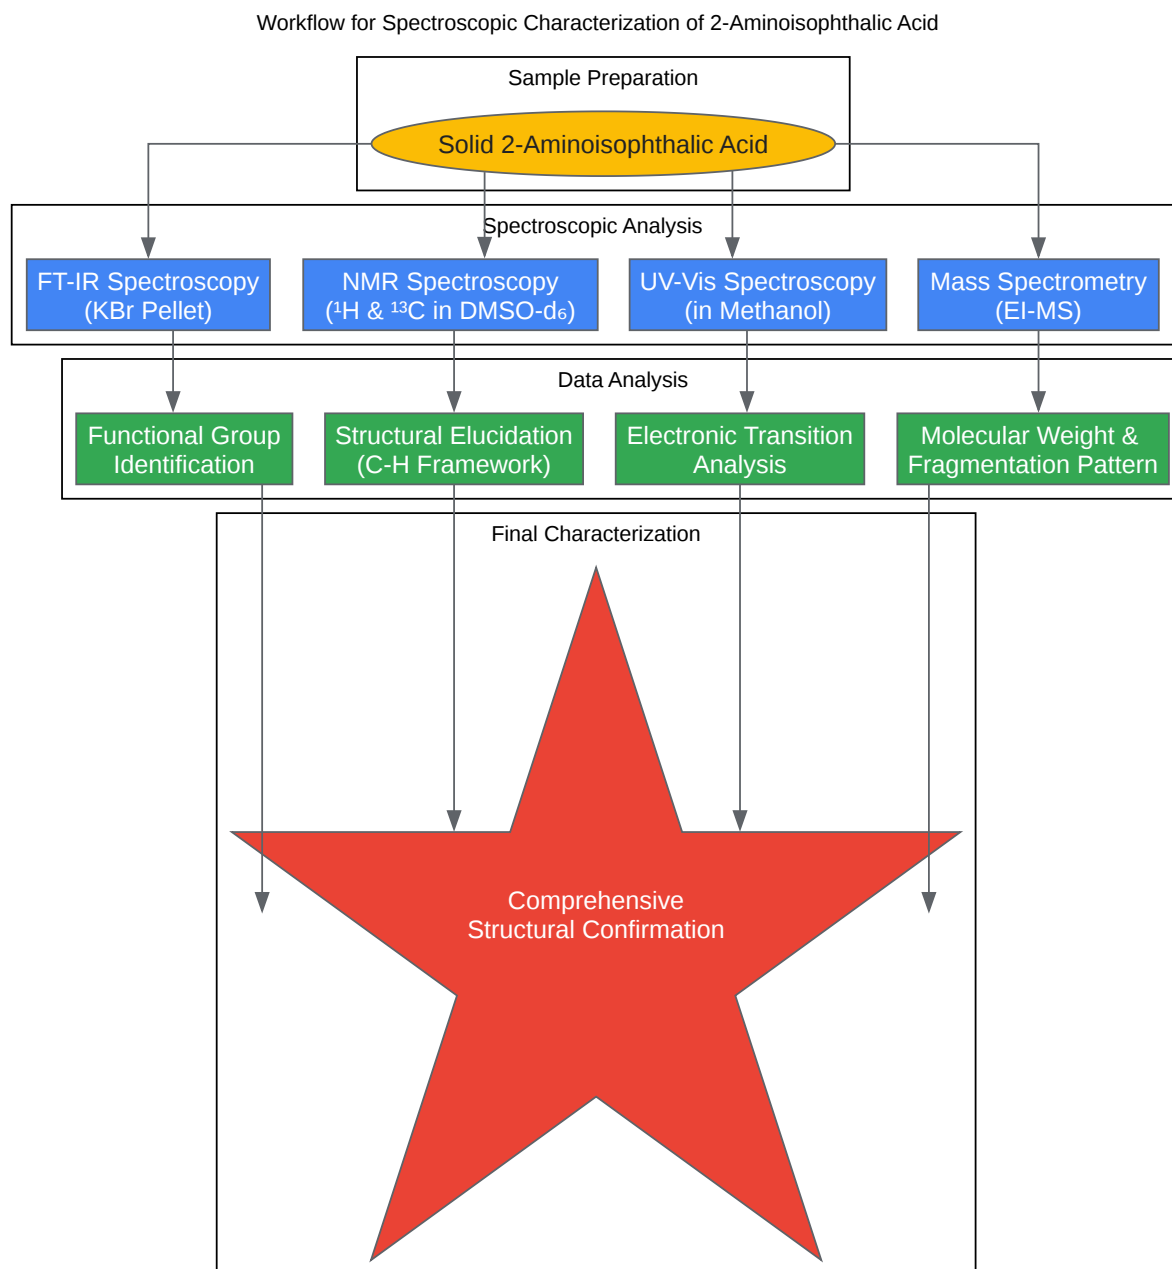 Workflow for Spectroscopic Characterization of 2-Aminoisophthalic Acid
Sample Preparation
Solid 2-Aminoisophthalic Acid
Spectroscopic Analysis
FT-IR Spectroscopy
(KBr Pellet)
NMR Spectroscopy
(¹H & ¹³C in DMSO-d₆)
UV-Vis Spectroscopy
(in Methanol)
Mass Spectrometry
(EI-MS)
Data Analysis
Functional Group
Identification
Structural Elucidation
(C-H Framework)
Electronic Transition
Analysis
Molecular Weight &
Fragmentation Pattern
Final Characterization
Comprehensive
Structural Confirmation